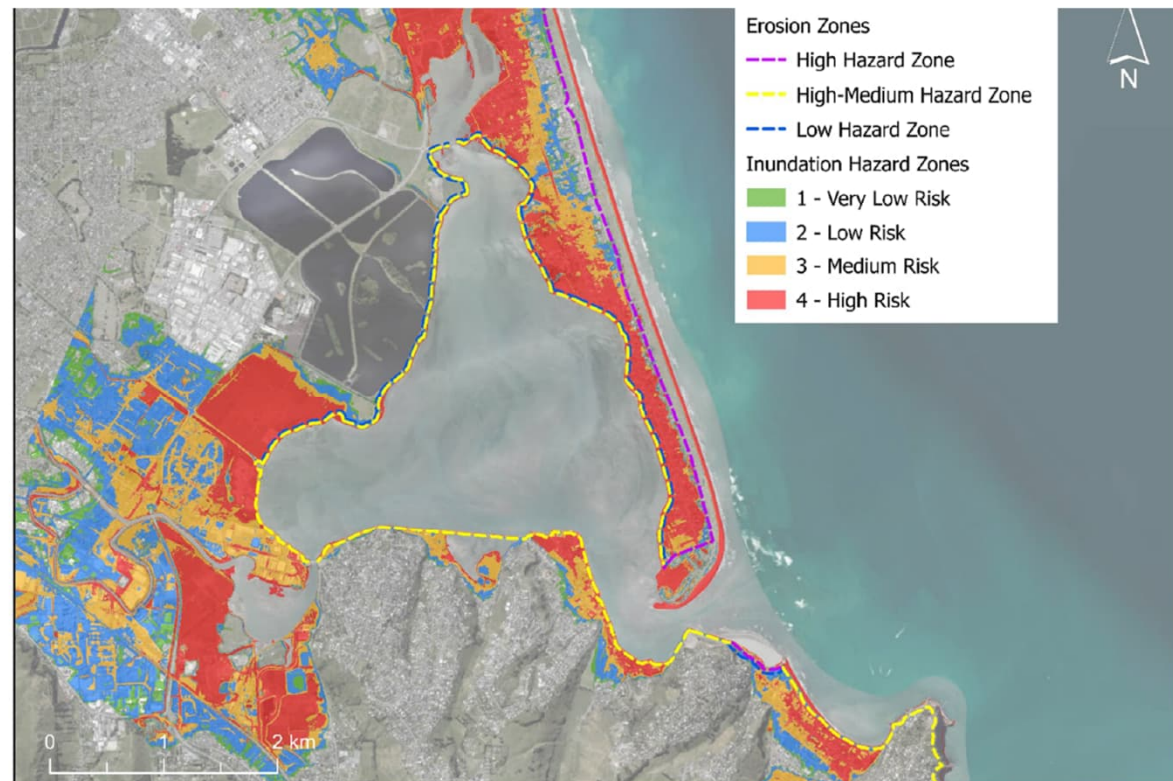 Erosion Zones
High Hazard Zone
High-Medium Hazard Zone
Low Hazard Zone
Inundation Hazard Zones
1 - Very Low Risk
2 - Low Risk
3 - Medium Risk
4 - High Risk
N
0 1 2 km